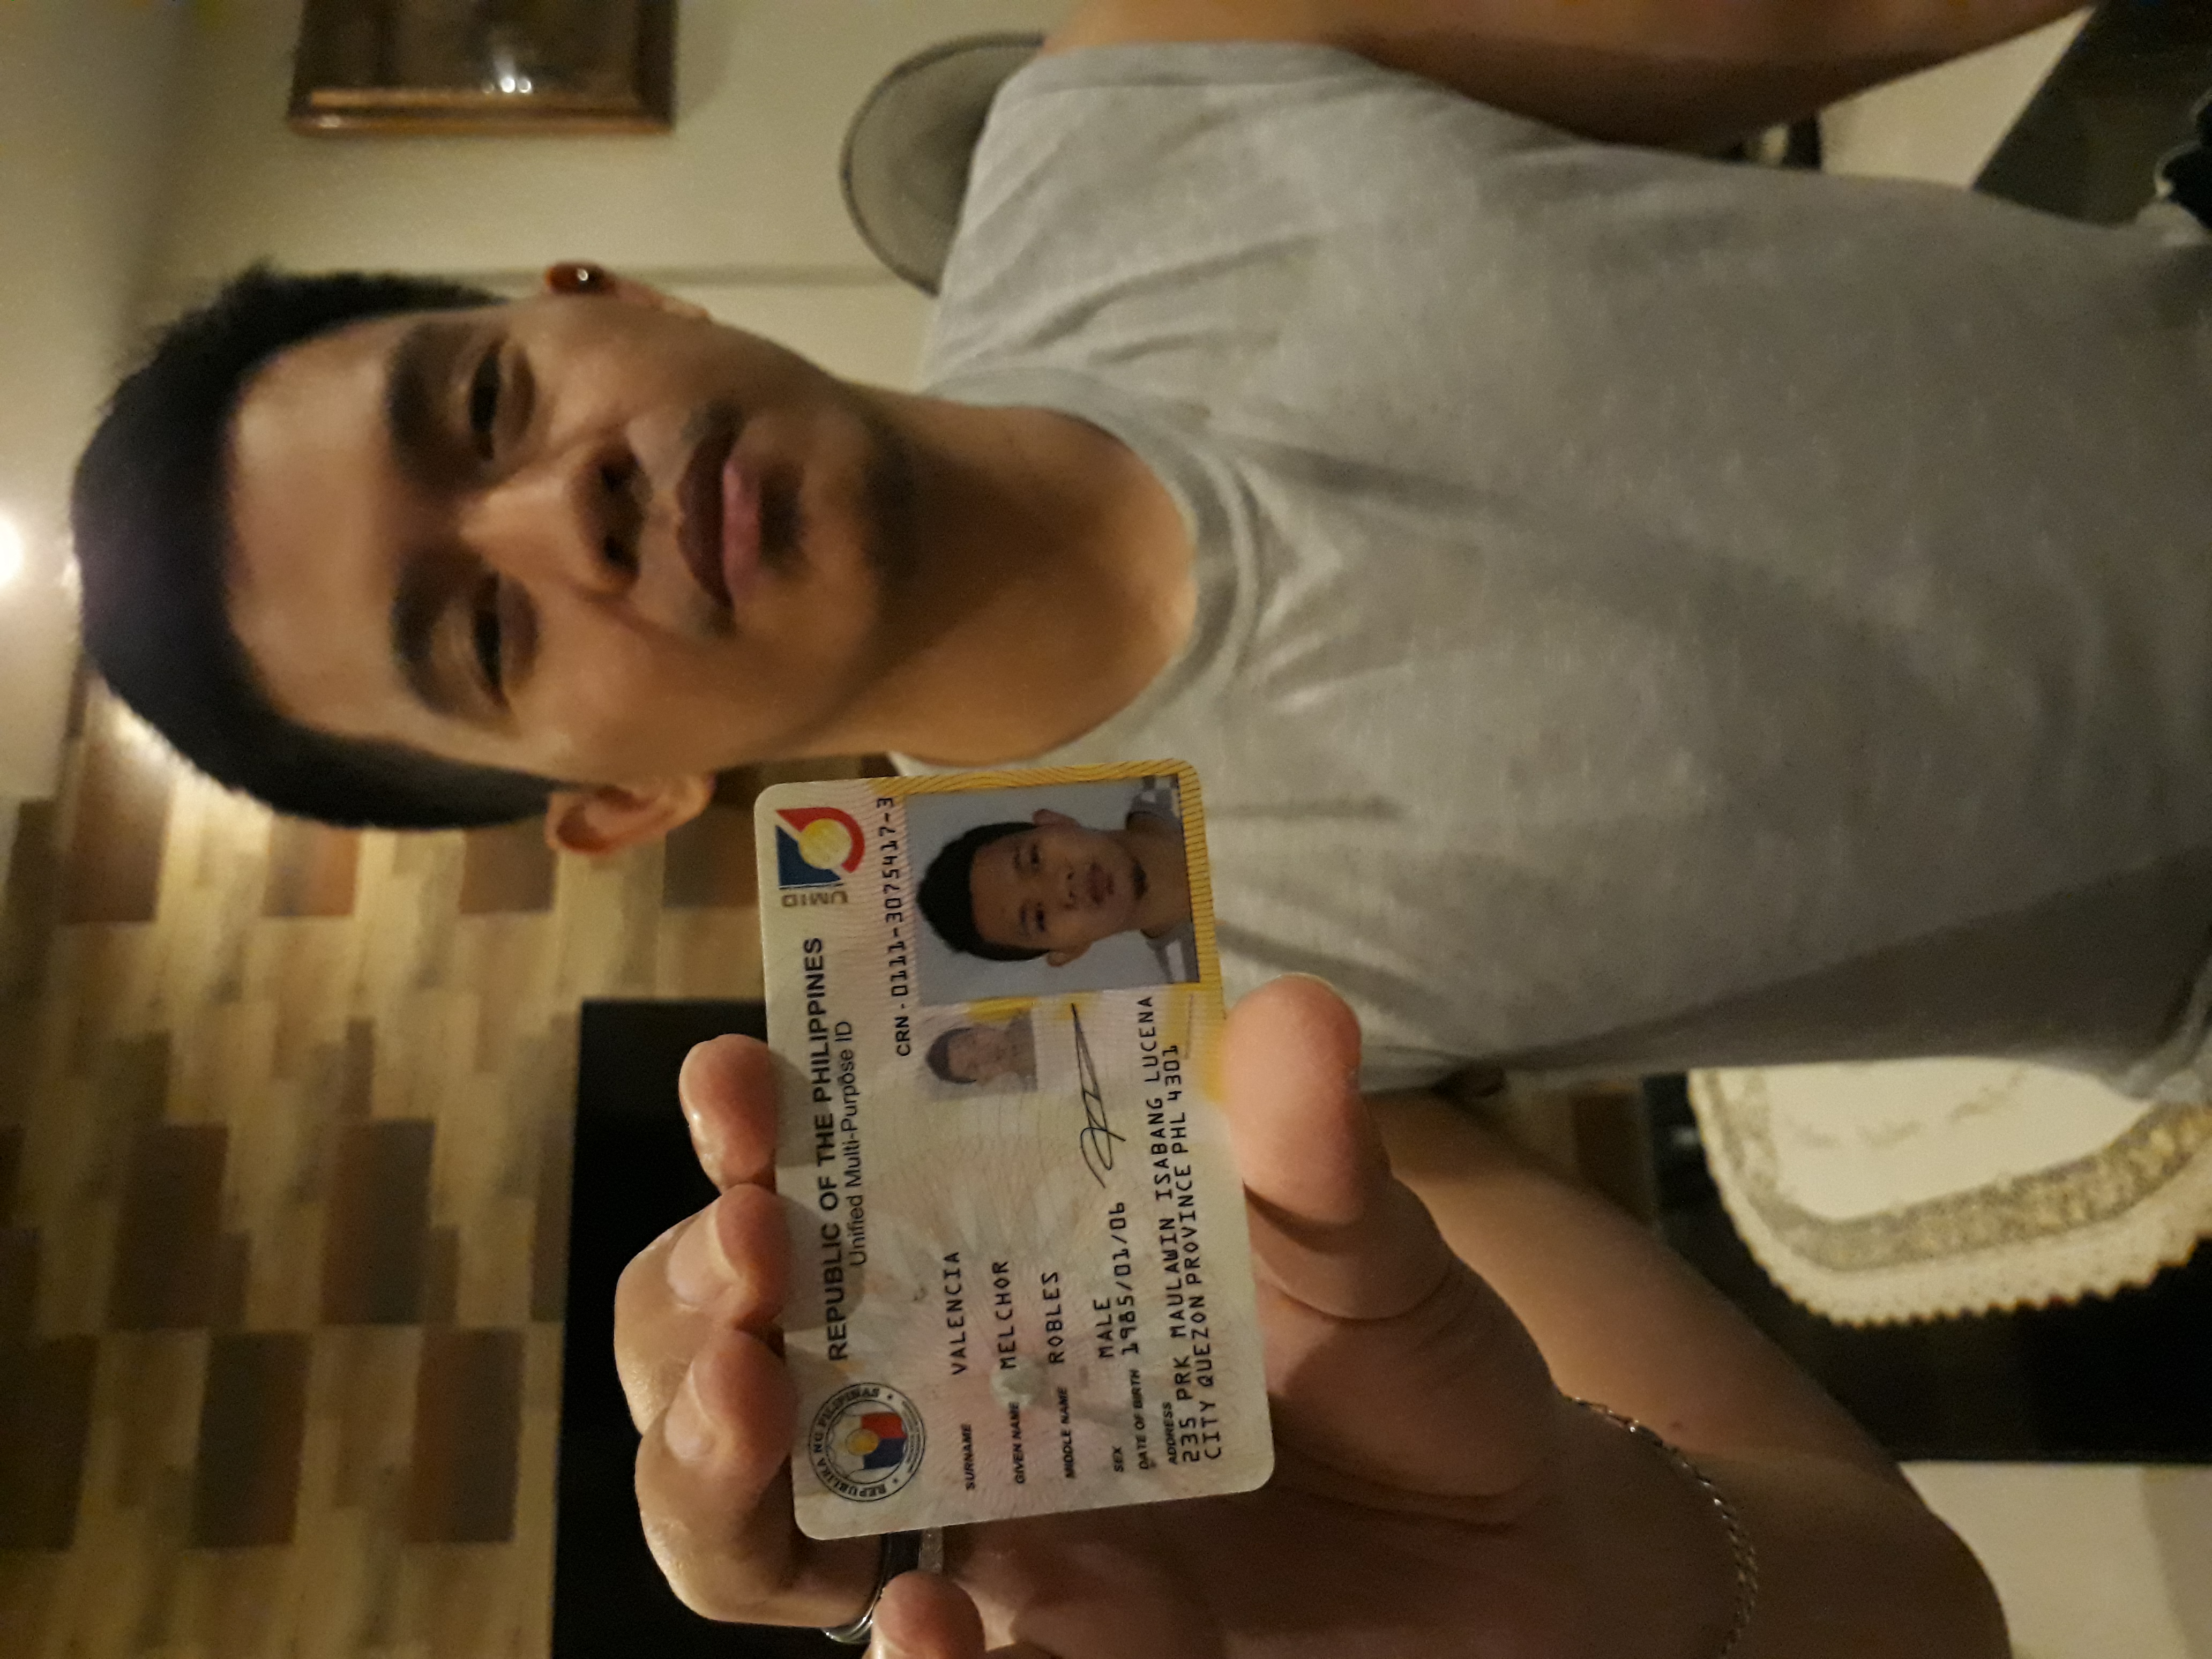 REPUBLIKA NG PILIPINAS
REPUBLIC OF THE PHILIPPINES
Unified Multi-Purpose ID
UMID
CRN - 0111-3075417-3
SURNAME VALENCIA
GIVEN NAME MELCHOR
MIDDLE NAME ROBLES
SEX MALE
DATE OF BIRTH 1985/01/06
ADDRESS
235 PRK MAULAWIN ISABANG LUCENA
CITY QUEZON PROVINCE PHL 4301